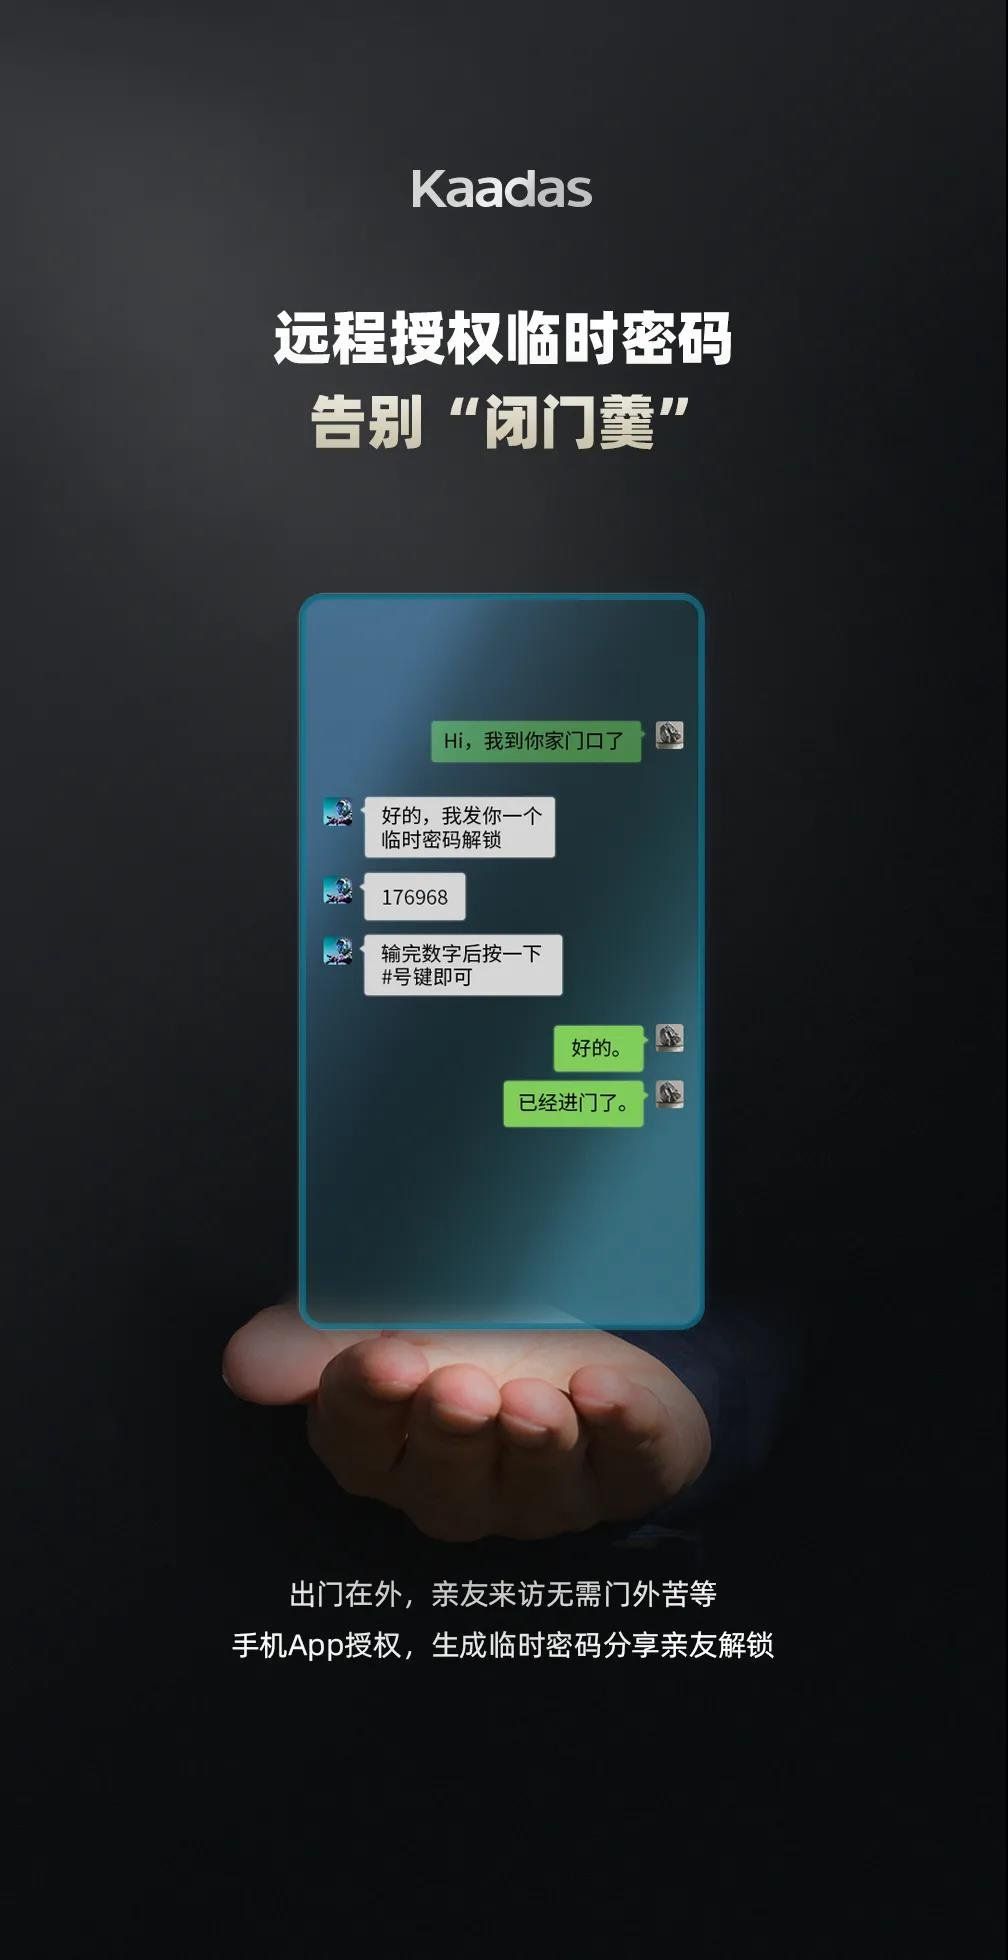 Kaadas
远程授权临时密码
告别“闭门羹”
Hi，我到你家门口了
好的，我发你一个
临时密码解锁
176968
输完数字后按一下
#号键即可
好的。
已经进门了。
出门在外，亲友来访无需门外苦等
手机App授权，生成临时密码分享亲友解锁